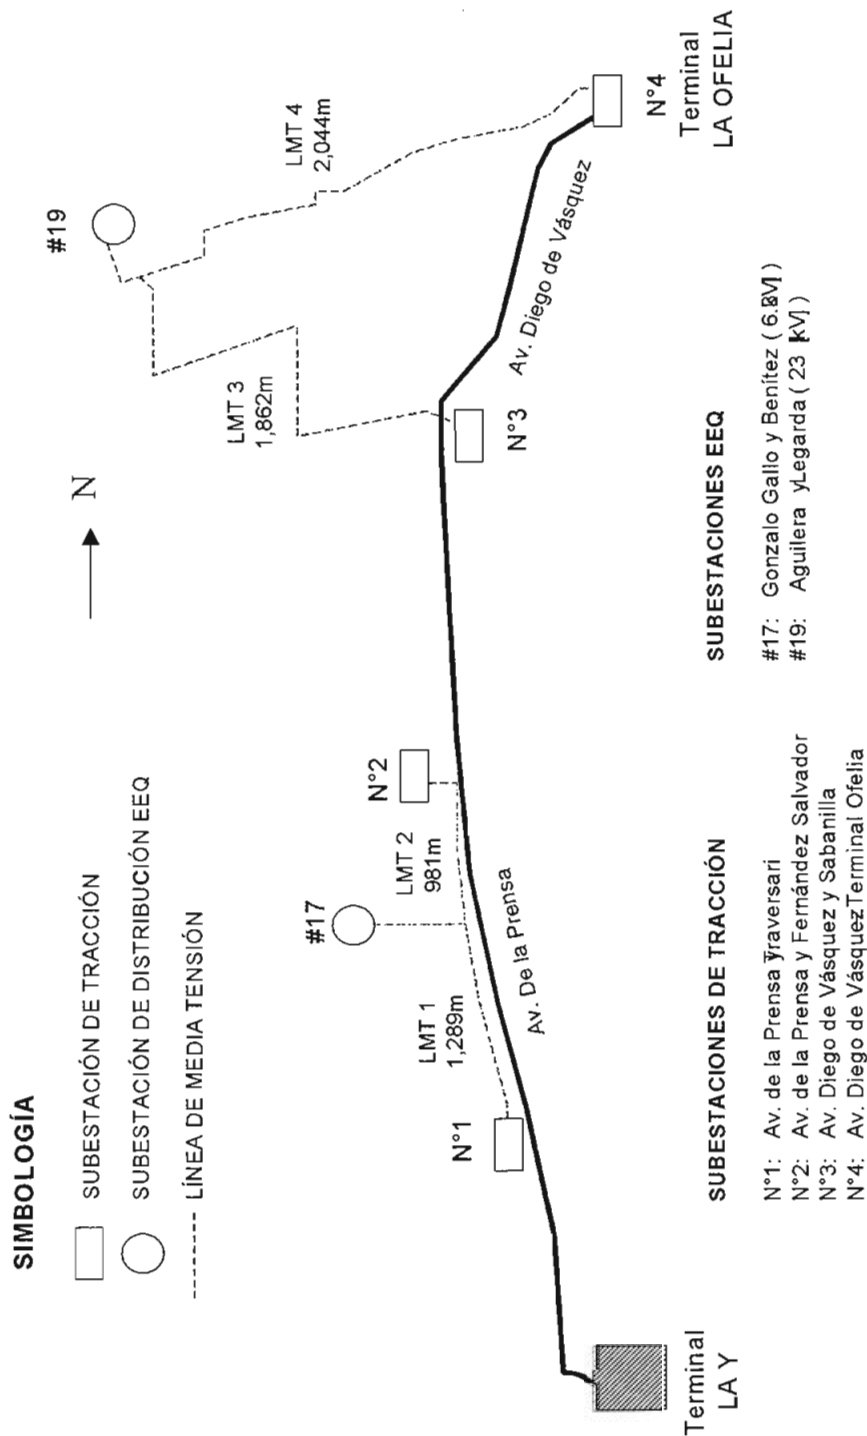 SIMBOLOGÍA
SUBESTACIÓN DE TRACCIÓN
SUBESTACIÓN DE DISTRIBUCIÓN EEQ
LÍNEA DE MEDIA TENSIÓN
N
#19
LMT 4
2,044m
LMT 3
1,862m
#17
N°2
LMT 2
981m
LMT 1
1,289m
N°1
N°3
N°4
Av. De la Prensa
Av. Diego de Vásquez
Terminal
LA Y
Terminal
LA OFELIA
SUBESTACIONES DE TRACCIÓN
N°1: Av. de la Prensa yTraversari
N°2: Av. de la Prensa y Fernández Salvador
N°3: Av. Diego de Vásquez y Sabanilla
N°4: Av. Diego de VásquezTerminal Ofelia
SUBESTACIONES EEQ
#17: Gonzalo Gallo y Benítez
#19: Aguilera yLegarda ( 23 kV )